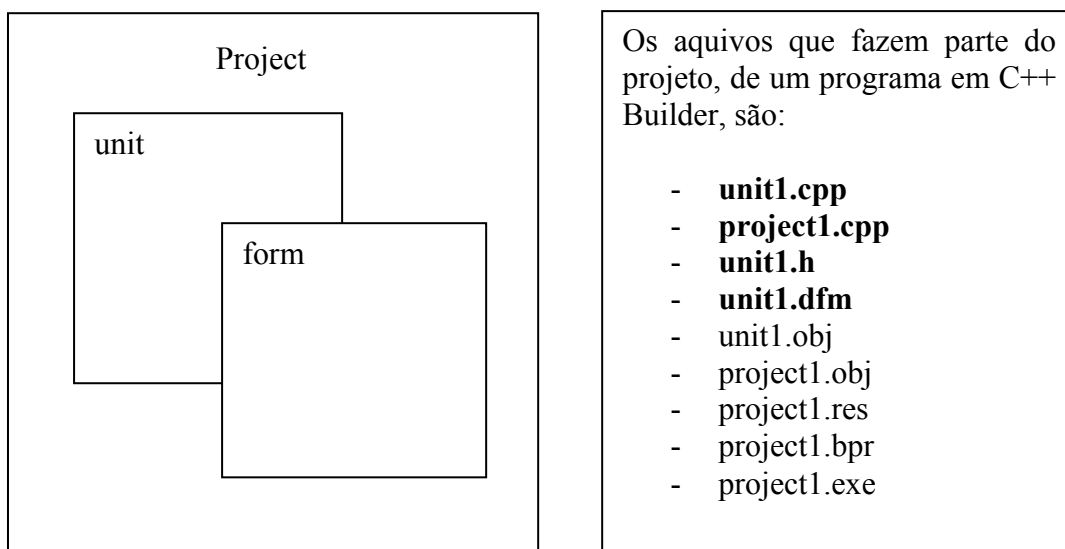 Project
unit
form
Os aquivos que fazem parte do
projeto, de um programa em C++
Builder, são:
- unit1.cpp
- project1.cpp
- unit1.h
- unit1.dfm
- unit1.obj
- project1.obj
- project1.res
- project1.bpr
- project1.exe